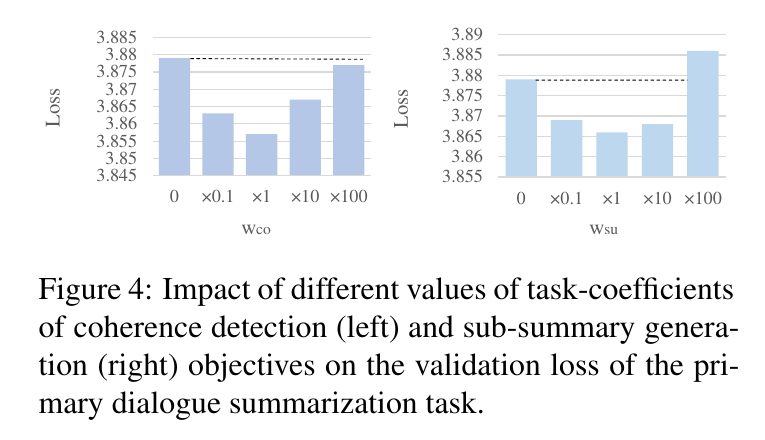 3.885
3.88
3.875
3.87
3.865
3.86
3.855
3.85
3.845
Loss
0 ×0.1 ×1 ×10 ×100
Wco
3.89
3.885
3.88
3.875
3.87
3.865
3.86
3.855
Loss
0 ×0.1 ×1 ×10 ×100
Wsu
Figure 4: Impact of different values of task-coefficients
of coherence detection (left) and sub-summary genera-
tion (right) objectives on the validation loss of the pri-
mary dialogue summarization task.